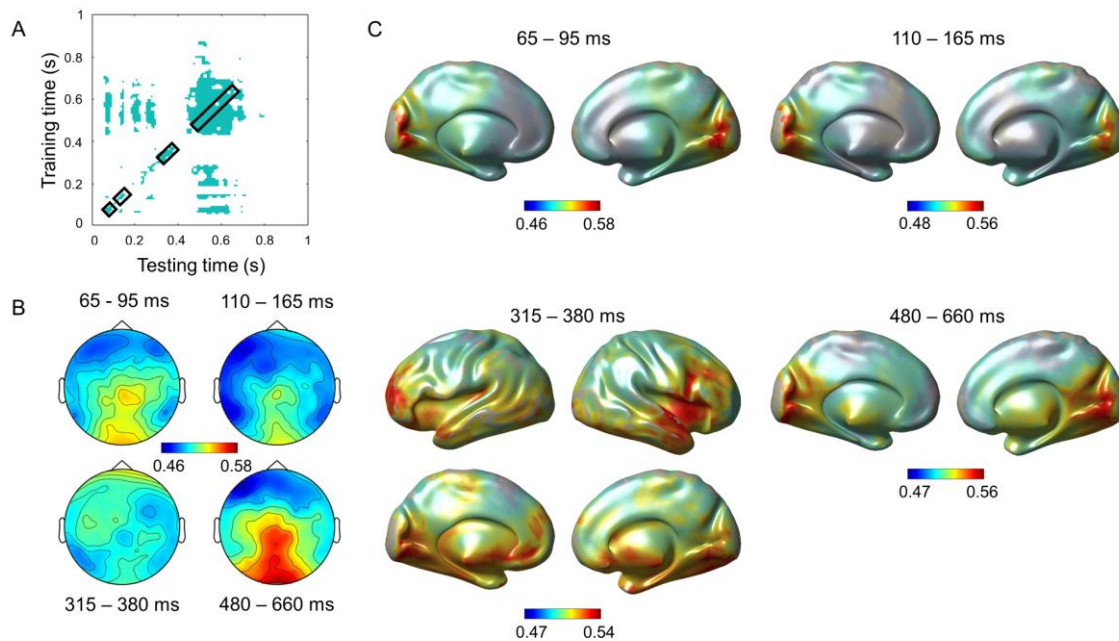 A
Training time (s)
1
0.8
0.6
0.4
0.2
0
0 0.2 0.4 0.6 0.8 1
Testing time (s)
B
65 - 95 ms 110 – 165 ms
0.46 0.58
315 – 380 ms 480 – 660 ms
C
65 – 95 ms 110 – 165 ms
0.46 0.58 0.48 0.56
315 – 380 ms 480 – 660 ms
0.47 0.56
0.47 0.54